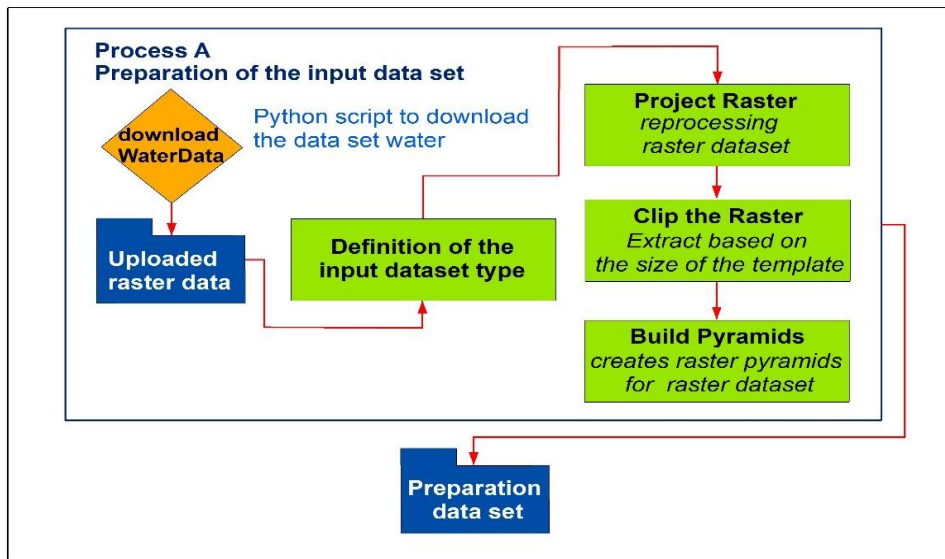 Process A
Preparation of the input data set
download
WaterData
Python script to download
the data set water
Uploaded
raster data
Definition of the
input dataset type
Project Raster
reprocessing
raster dataset
Clip the Raster
Extract based on
the size of the template
Build Pyramids
creates raster pyramids
for raster dataset
Preparation
data set